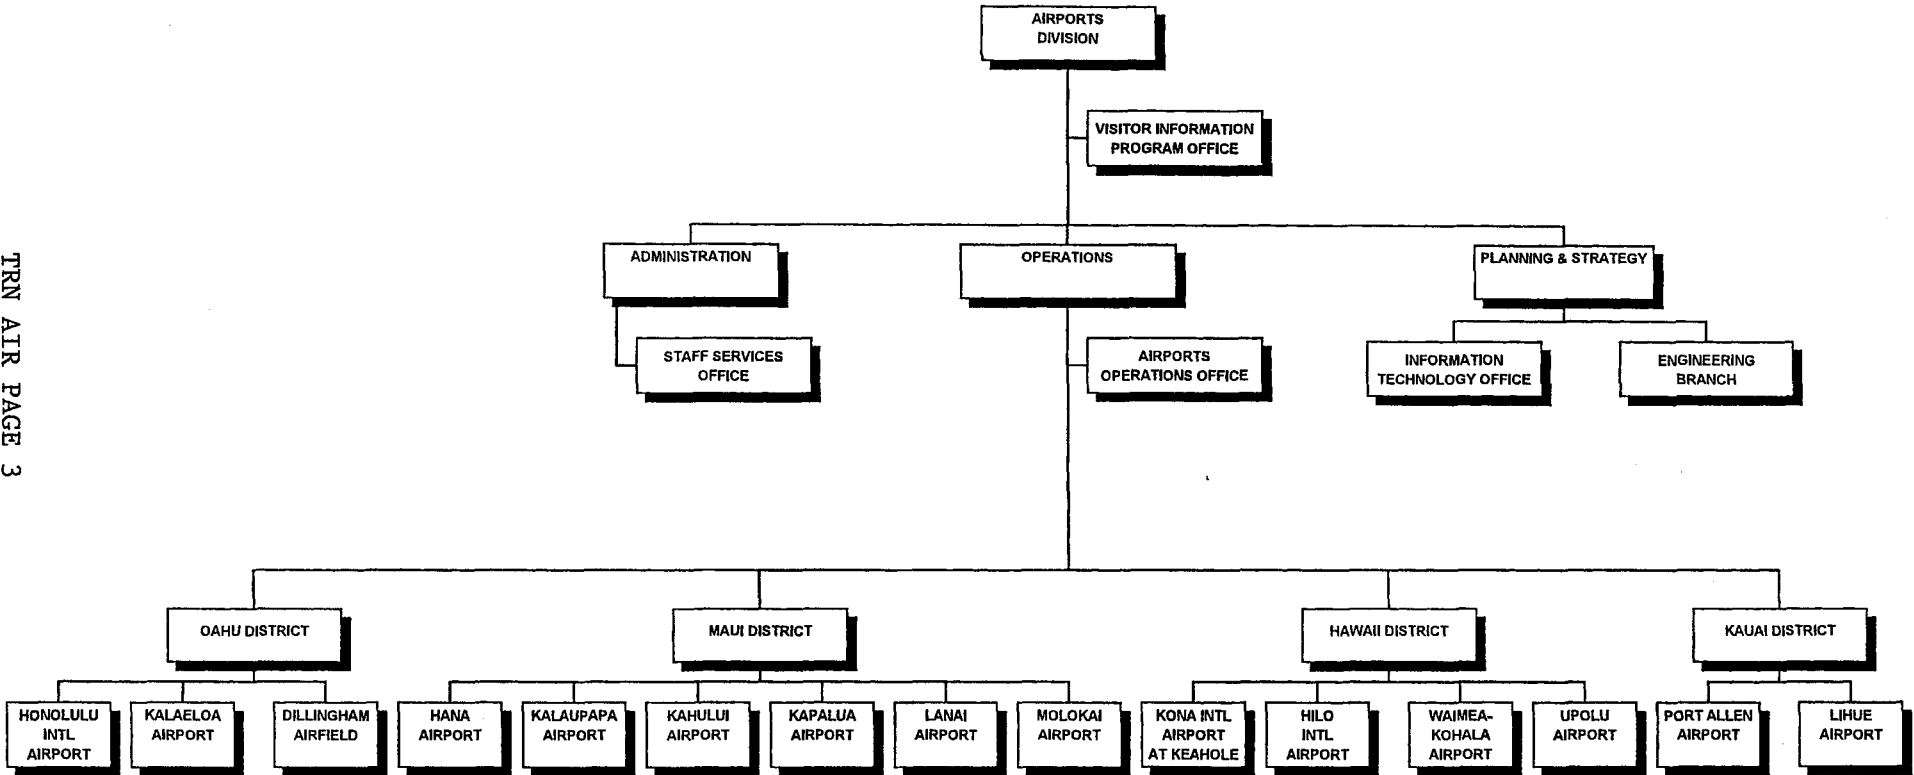 AIRPORTS
DIVISION
VISITOR INFORMATION
PROGRAM OFFICE
ADMINISTRATION
OPERATIONS
PLANNING & STRATEGY
STAFF SERVICES
OFFICE
AIRPORTS
OPERATIONS OFFICE
INFORMATION
TECHNOLOGY OFFICE
ENGINEERING
BRANCH
TRN AIR PAGE 3
OAHU DISTRICT
MAUI DISTRICT
HAWAII DISTRICT
KAUAI DISTRICT
HONOLULU
INTL
AIRPORT
KALAELOA
AIRPORT
DILLINGHAM
AIRFIELD
HANA
AIRPORT
KALAUPAPA
AIRPORT
KAHULUI
AIRPORT
KAPALUA
AIRPORT
LANAI
AIRPORT
MOLOKAI
AIRPORT
KONA INTL
AIRPORT
AT KEAHOLE
HILO
INTL
AIRPORT
WAIMEA-
KOHALA
AIRPORT
UPOLU
AIRPORT
PORT ALLEN
AIRPORT
LIHUE
AIRPORT